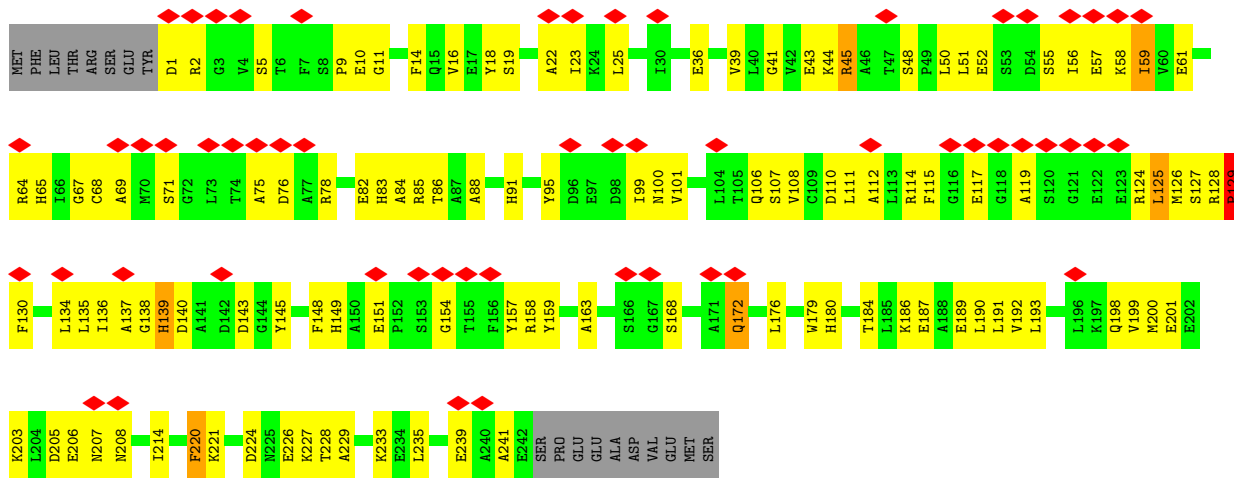 MET PHE LEU THR ARG SER GLU TYR D1 R2 G3 V4 S5 T6 F7 S8 P9 E10 G11 F14 Q15 V16 E17 Y18 S19 A22 I23 K24 L25 I30 E36 V39 L40 G41 V42 E43 K44 R45 A46 T47 S48 P49 L50 L51 E52 S53 D54 S55 I56 E57 K58 I59 V60 E61
R64 H65 I66 G67 C68 A69 M70 S71 G72 L73 T74 A75 D76 A77 R78 E82 H83 A84 R85 T86 A87 A88 H91 Y95 D96 E97 D98 I99 N100 V101 L104 T105 Q106 S107 V108 C109 D110 L111 A112 L113 R114 F115 G116 E117 G118 A119 S120 G121 E122 E123 R124 L125 M126 S127 R128 P129
F130 L134 L135 I136 A137 G138 H139 D140 A141 D142 D143 G144 Y145 F148 H149 A150 E151 P152 S153 G154 T155 F156 Y157 R158 Y159 A163 S166 G167 S168 A171 Q172 L176 W179 H180 T184 L185 K186 E187 A188 E189 L190 L191 V192 L193 L196 K197 Q198 V199 M200 E201 E202
K203 L204 D205 E206 N207 N208 I214 F220 K221 D224 N225 E226 K227 T228 A229 K233 E234 L235 E239 A240 A241 E242 SER PRO GLU GLU ALA ASP VAL GLU MET SER